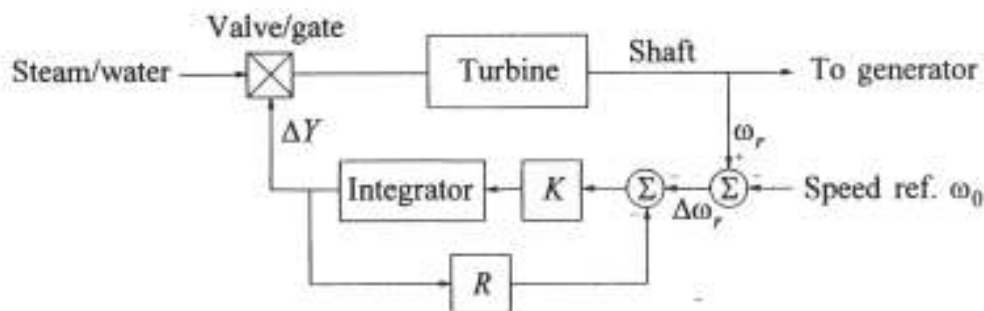 Valve/gate
Steam/water
Turbine
Shaft
To generator
ΔY
ω_r
+
-
Integrator
K
Σ
-
-
Δω_r
Σ
Speed ref. ω_0
R